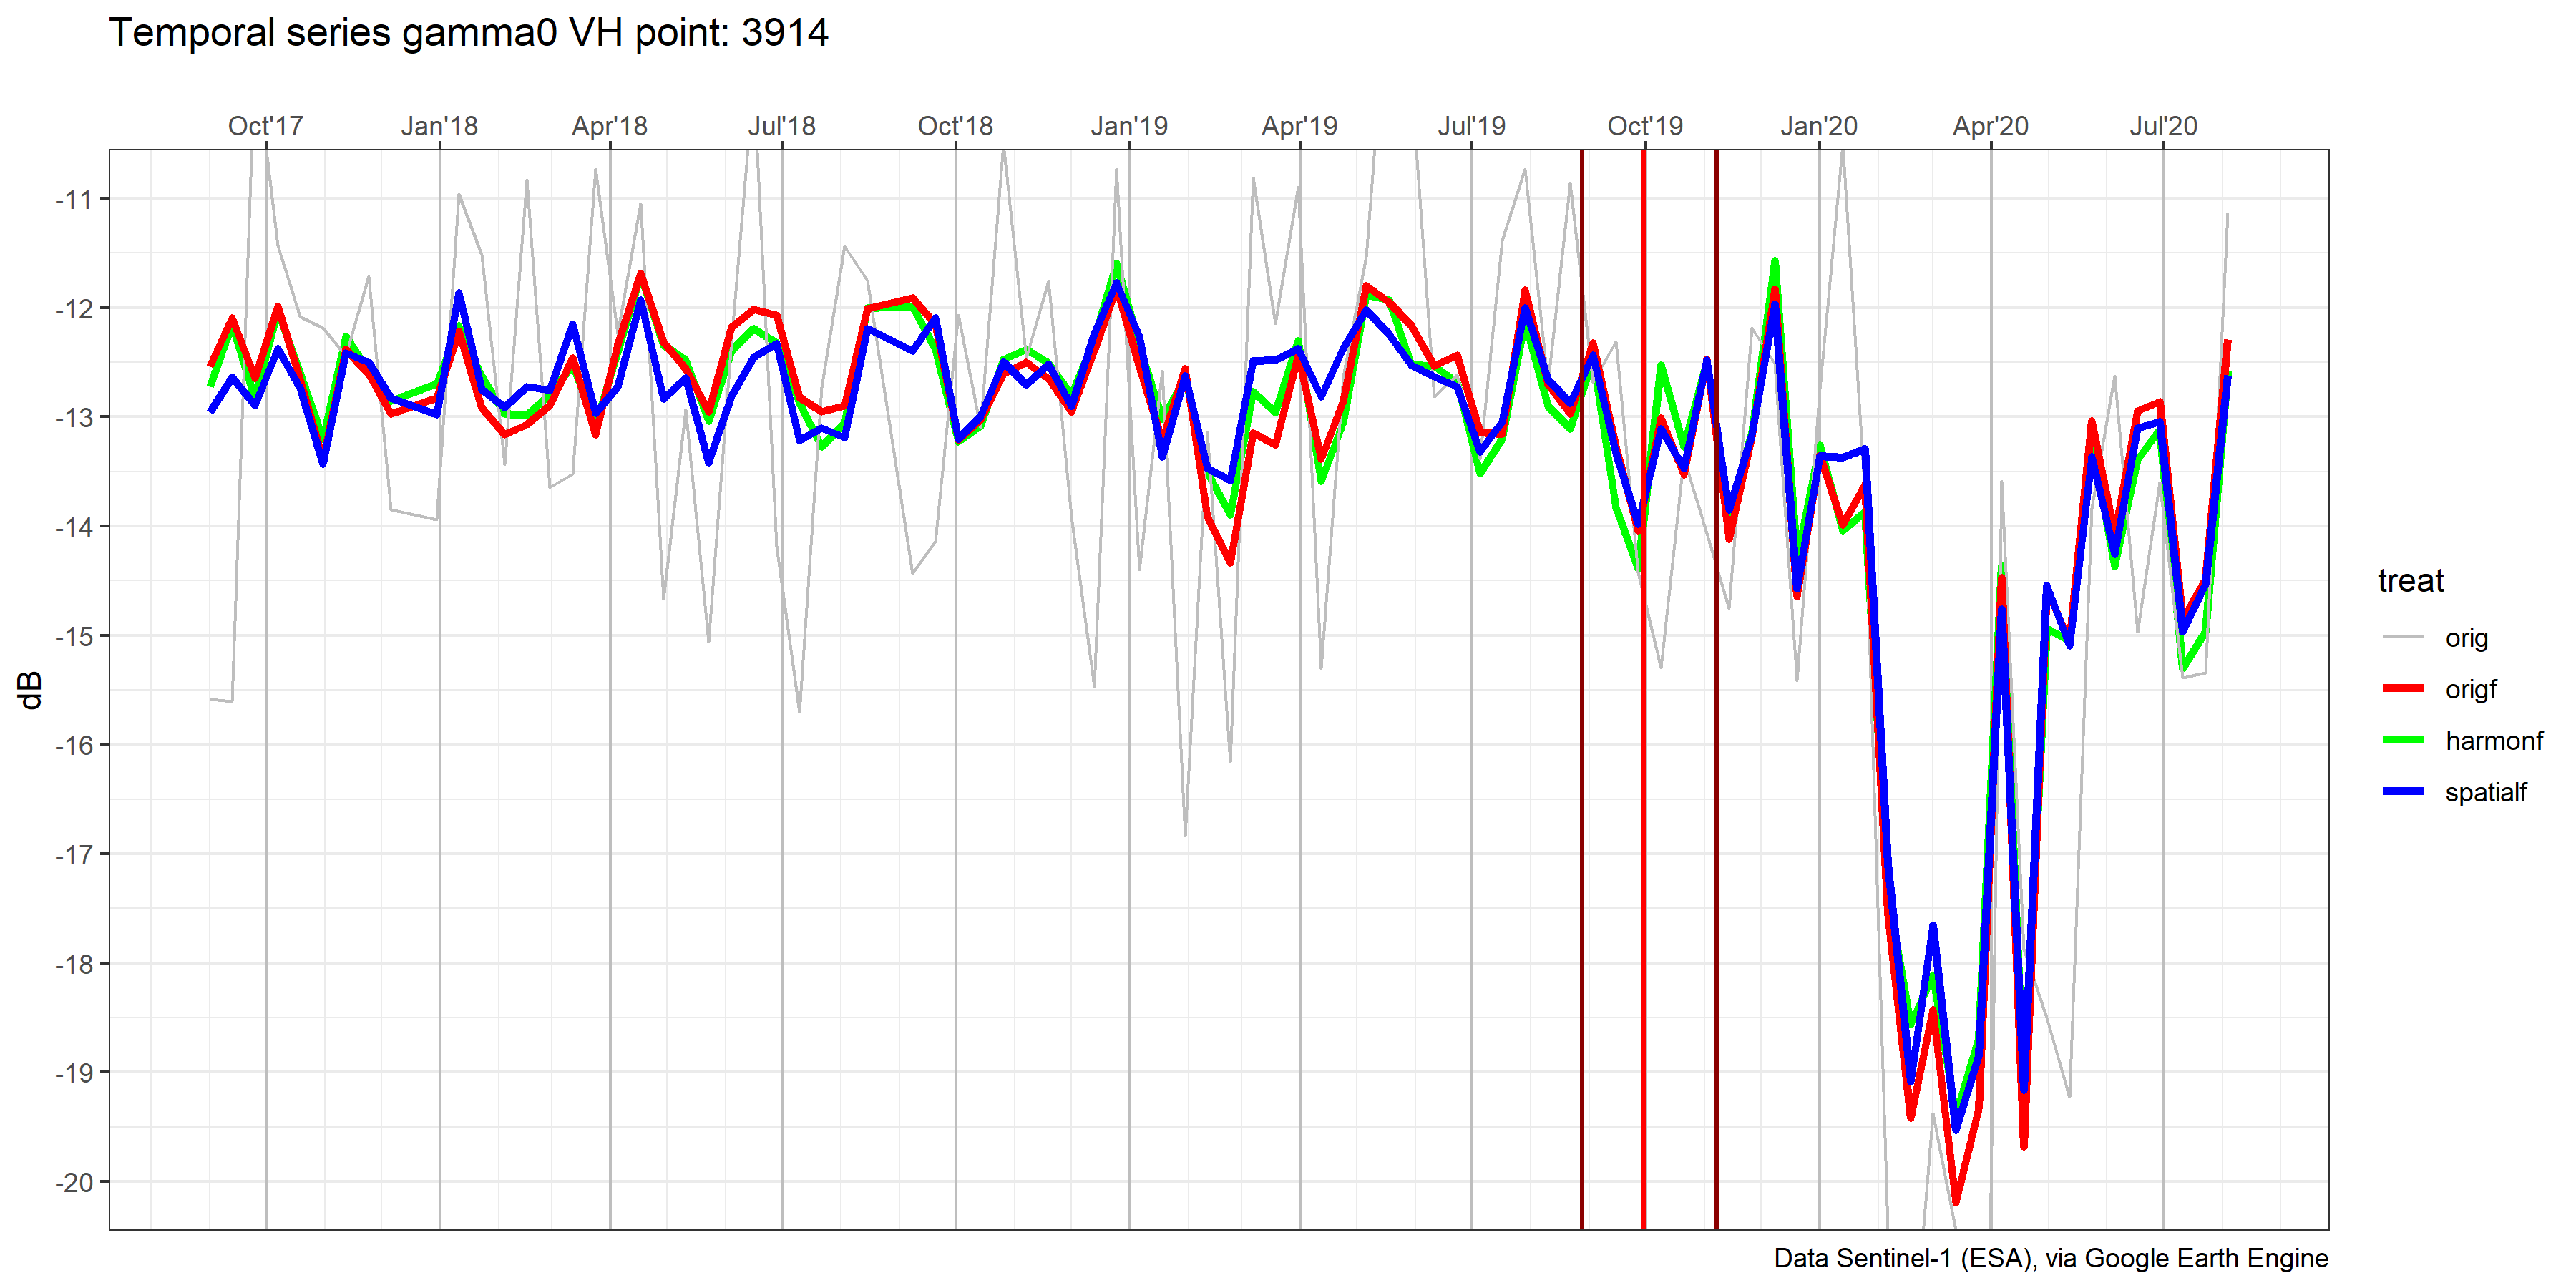 Temporal series gamma0 VH point: 3914
Oct'17 Jan'18 Apr'18 Jul'18 Oct'18 Jan'19 Apr'19 Jul'19 Oct'19 Jan'20 Apr'20 Jul'20
-11
-12
-13
-14
-15
-16
-17
-18
-19
-20
dB
treat
orig
origf
harmonf
spatialf
Data Sentinel-1 (ESA), via Google Earth Engine